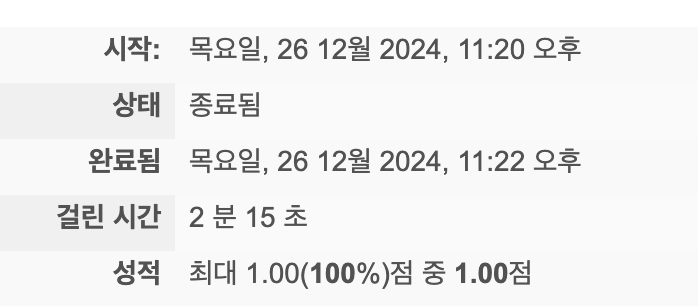 시작: 목요일, 26 12월 2024, 11:20 오후
상태 종료됨
완료됨 목요일, 26 12월 2024, 11:22 오후
걸린 시간 2 분 15 초
성적 최대 1.00(100%)점 중 1.00점